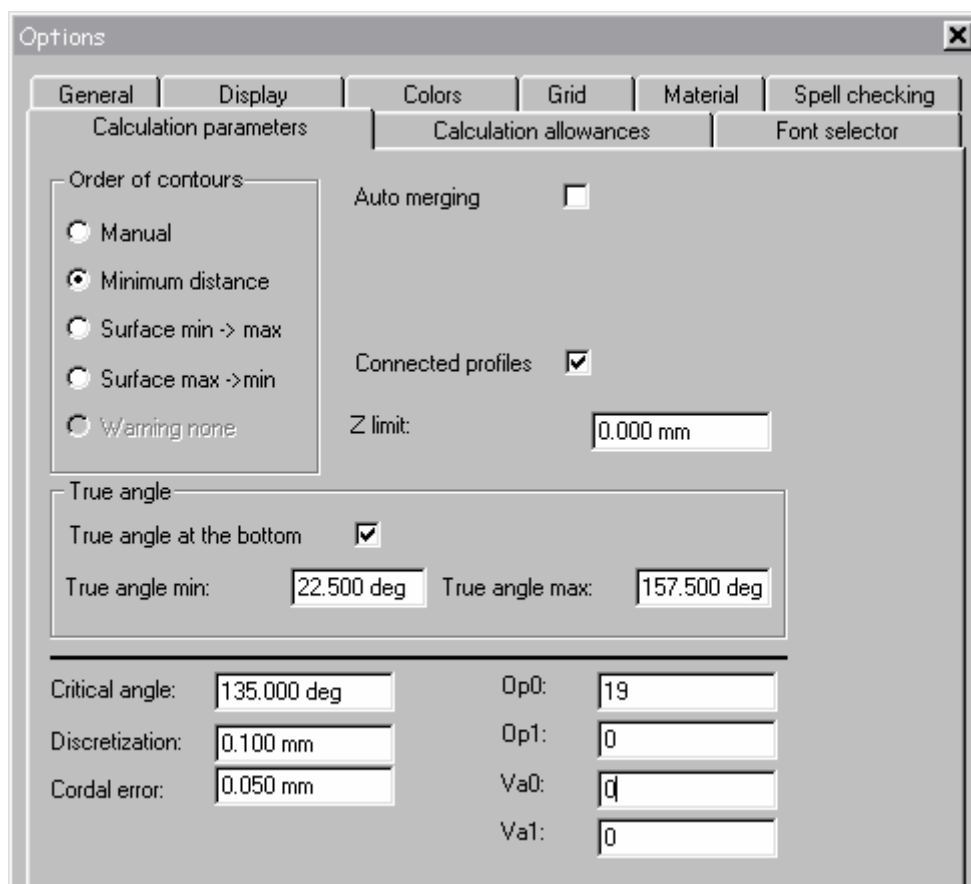 Options
General Display Colors Grid Material Spell checking
Calculation parameters Calculation allowances Font selector
Order of contours
Auto merging
Manual
Minimum distance
Surface min -> max
Connected profiles
Surface max ->min
Warning none
Z limit: 0.000 mm
True angle
True angle at the bottom
True angle min: 22.500 deg True angle max: 157.500 deg
Critical angle: 135.000 deg Op0: 19
Discretization: 0.100 mm Op1: 0
Cordal error: 0.050 mm Va0: 0
Va1: 0